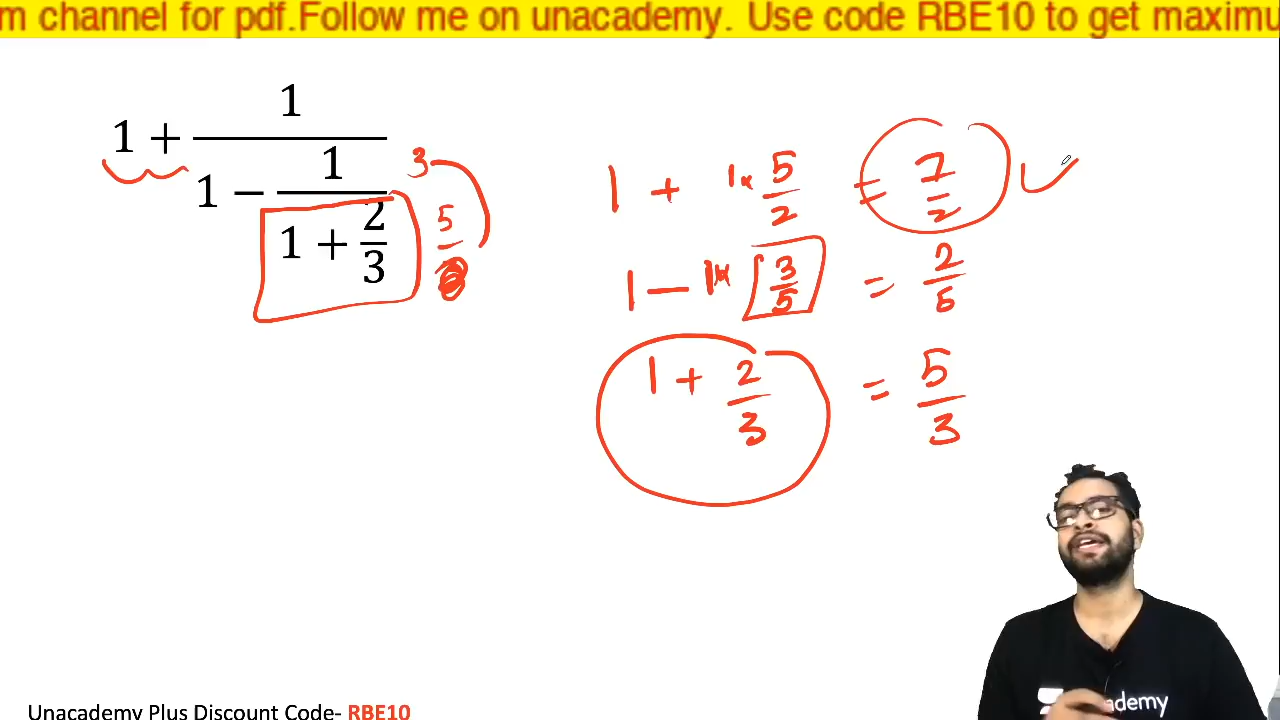 m channel for pdf.Follow me on unacademy. Use code RBE10 to get maximu
1 + 1
1 − 1
1 + 2
3
3
5
1 + 1× 5/2 = 7/2
1 − 1× 3/5 = 2/5
1 + 2/3 = 5/3
ademy
Unacademy Plus Discount Code- RBE10